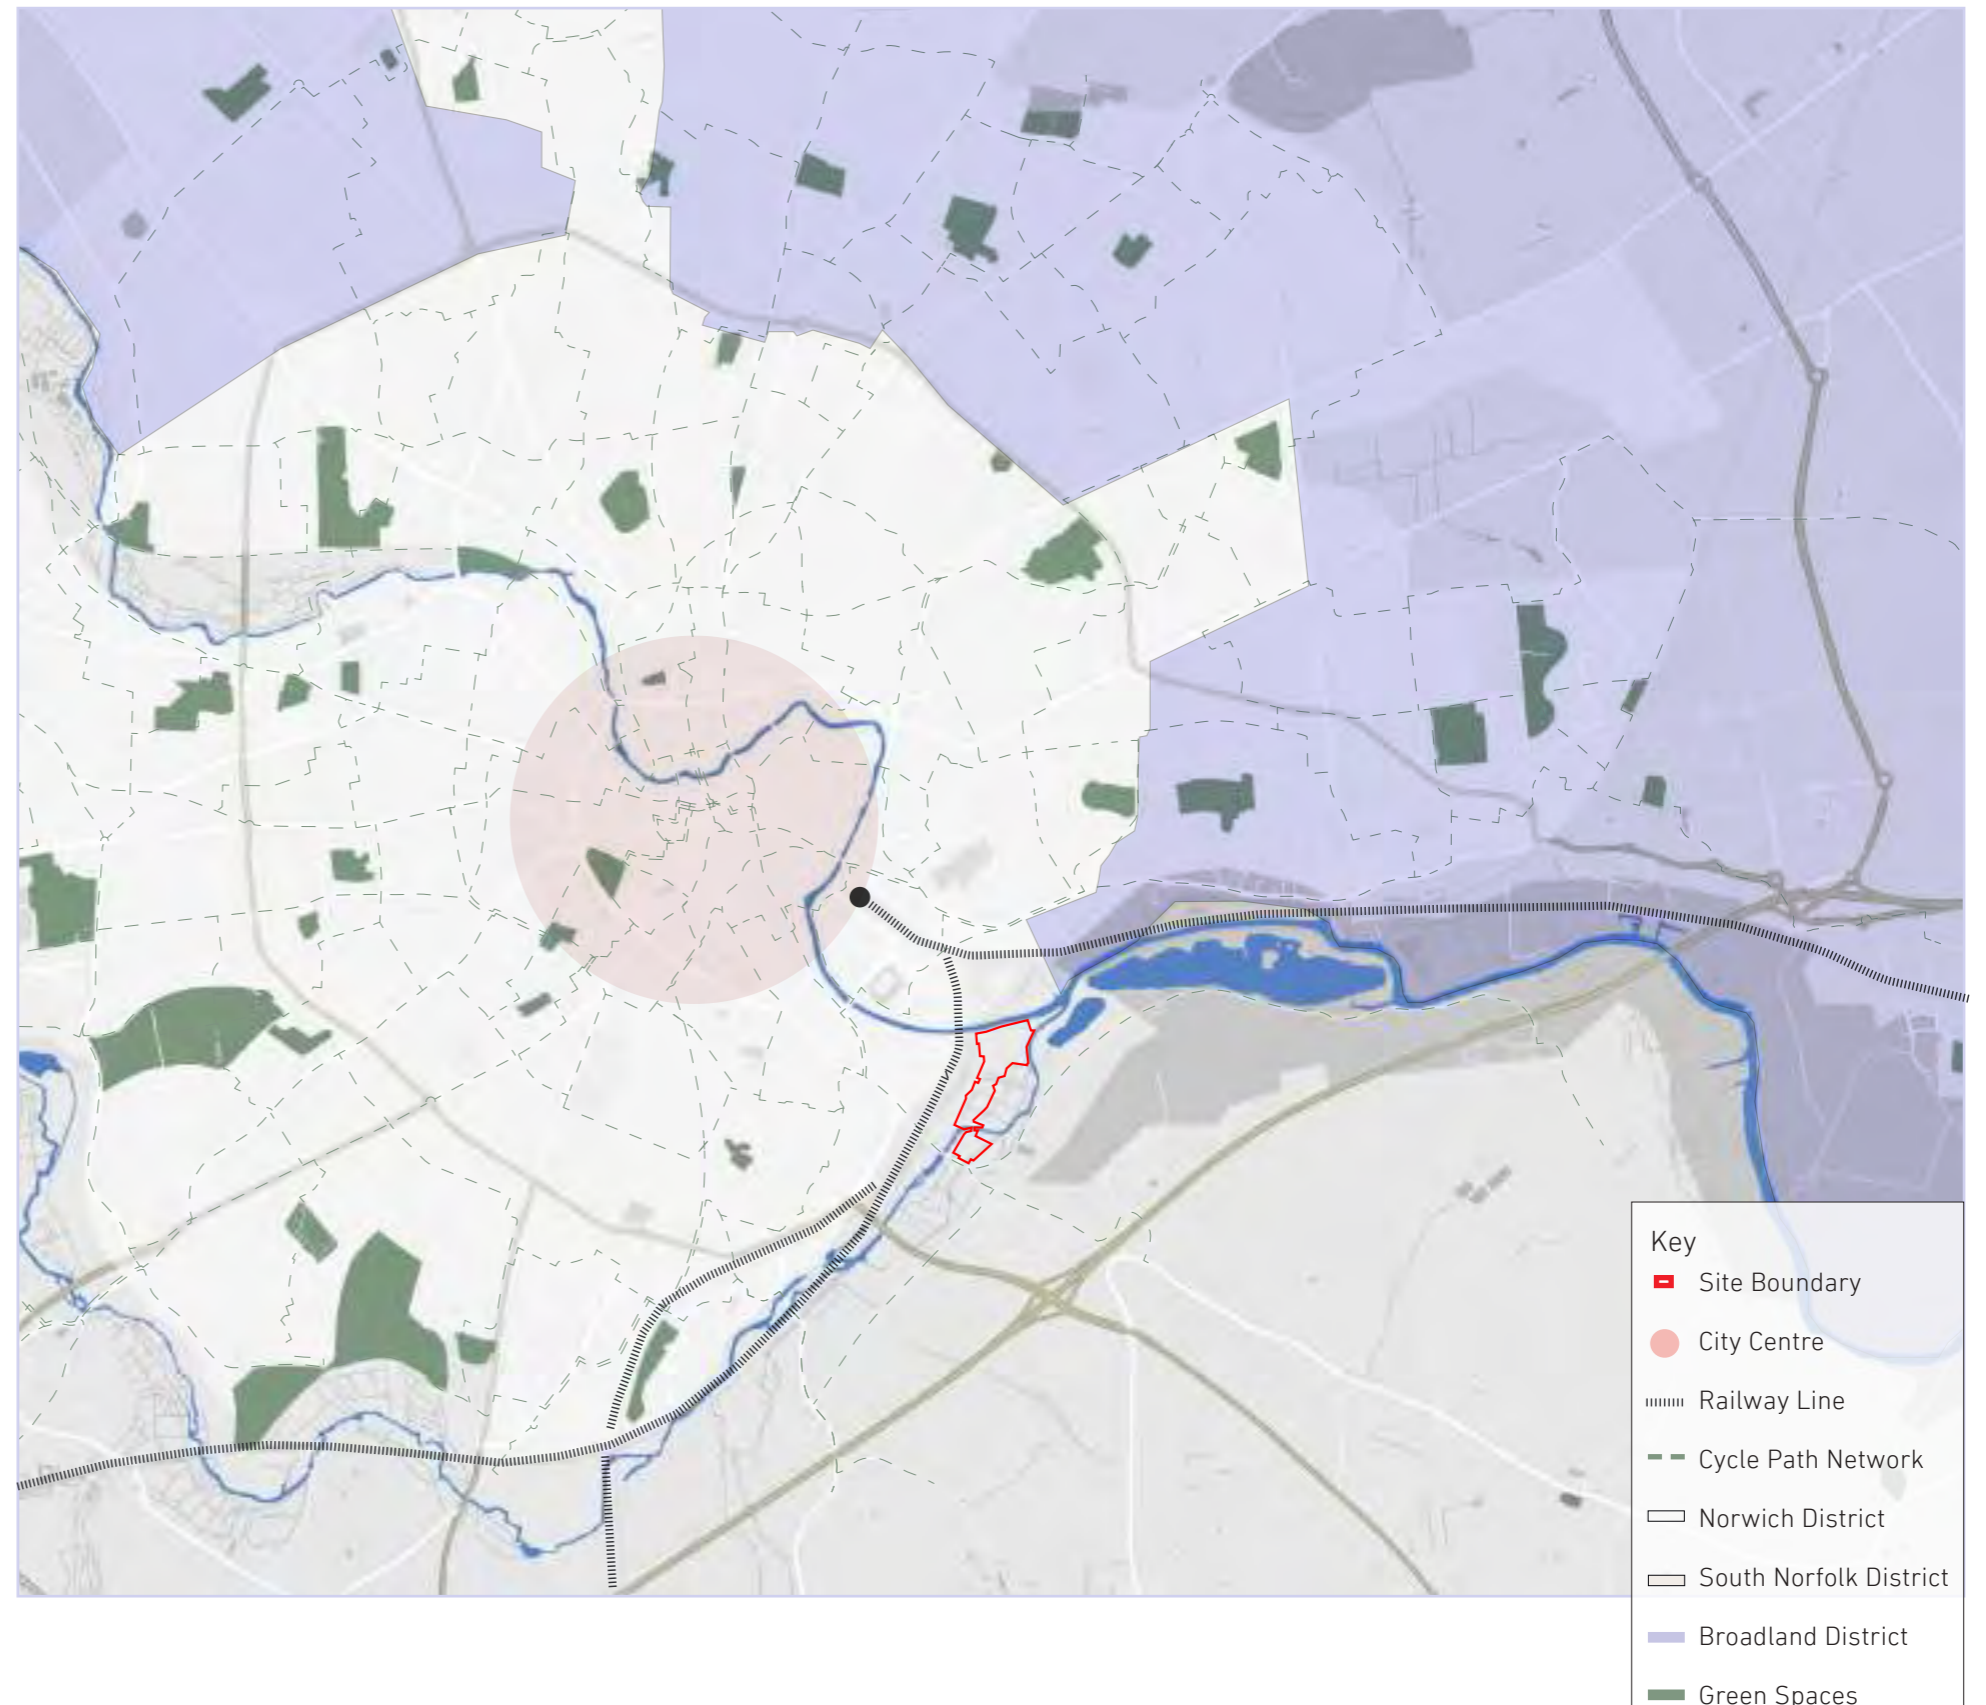 Key
Site Boundary
City Centre
Railway Line
Cycle Path Network
Norwich District
South Norfolk District
Broadland District
Green Spaces